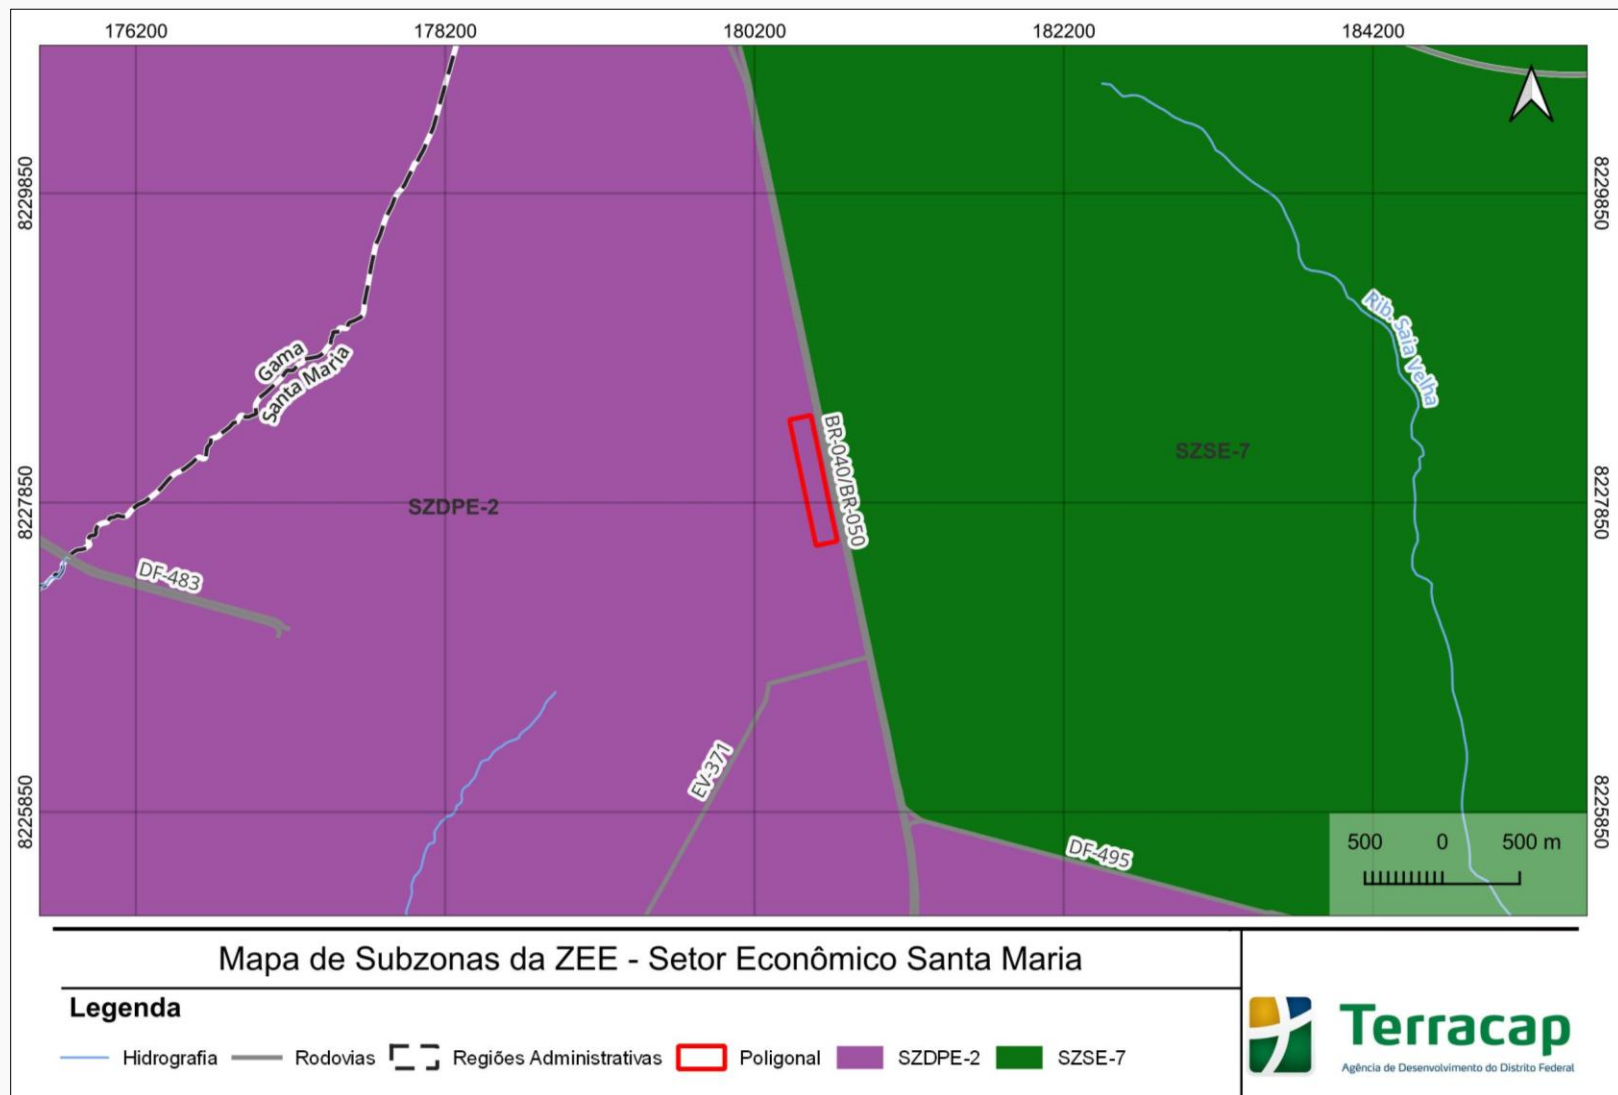 176200 178200 180200 182200 184200
8229850 8229850
Rib. Saia Velha
Gama
Santa Maria
BR-040/BR-050
SZSE-7
SZDPE-2
8227850 8227850
DF-483
EV-371
8225850 8225850
DF-495
500 0 500 m
Mapa de Subzonas da ZEE - Setor Econômico Santa Maria
Legenda
Hidrografia Rodovias Regiões Administrativas Poligonal SZDPE-2 SZSE-7
Terracap
Agência de Desenvolvimento do Distrito Federal